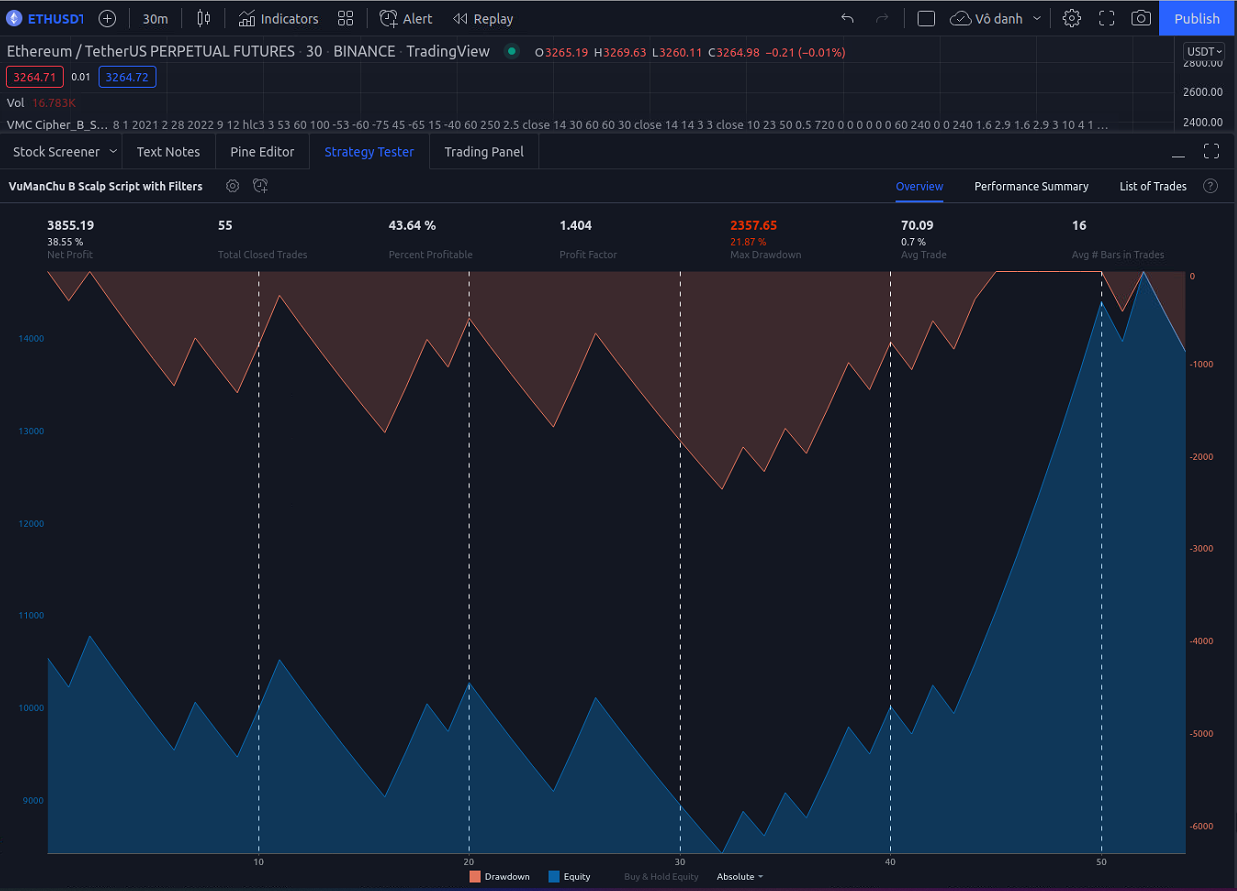 ETHUSDT 30m Indicators Alert Replay Vô danh Publish
Ethereum / TetherUS PERPETUAL FUTURES · 30 · BINANCE · TradingView O3265.19 H3269.63 L3260.11 C3264.98 −0.21 (−0.01%) USDT
3264.71 0.01 3264.72 2800.00
2600.00
Vol 16.783K
VMC Cipher_B_S... 8 1 2021 2 28 2022 9 12 hlc3 3 53 60 100 -53 -60 -75 45 -65 15 -40 60 250 2.5 close 14 30 60 60 30 close 14 14 3 3 close 10 23 50 0.5 720 0 0 0 0 0 0 60 240 0 0 240 1.6 2.9 1.6 2.9 3 10 4 1 ... 2400.00
Stock Screener Text Notes Pine Editor Strategy Tester Trading Panel
VuManChu B Scalp Script with Filters Overview Performance Summary List of Trades ?
3855.19 55 43.64 % 1.404 2357.65 70.09 16
38.55 % 21.87 % 0.7 %
Net Profit Total Closed Trades Percent Profitable Profit Factor Max Drawdown Avg Trade Avg # Bars in Trades
0
14000
-1000
13000
-2000
12000
-3000
11000
-4000
10000
-5000
9000
-6000
10 20 30 40 50
Drawdown Equity Buy & Hold Equity Absolute